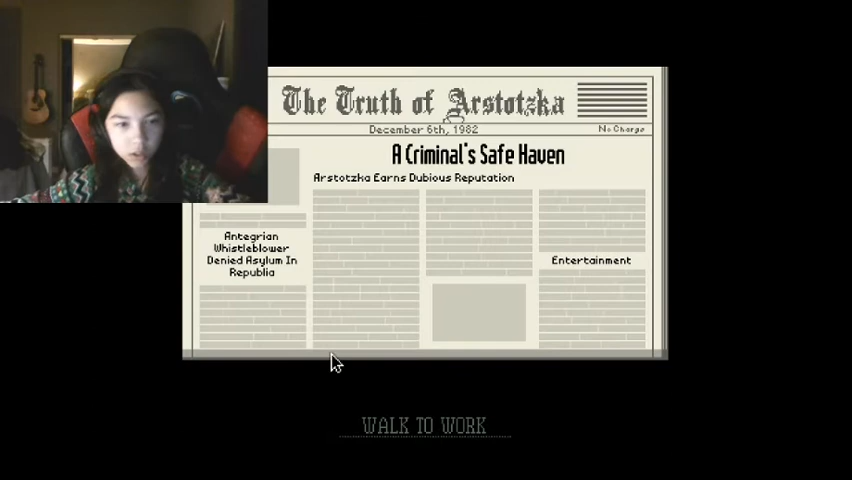 The Truth of Arstotzka
December 6th, 1982
No Charge
A Criminal's Safe Haven
Arstotzka Earns Dubious Reputation
Antegrian
Whistleblower
Denied Asylum In
Republia
Entertainment
WALK TO WORK